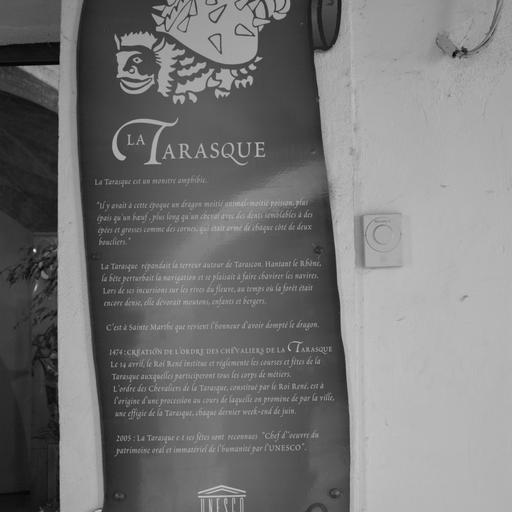 LA TARASQUE
La Tarasque est un monstre amphibie.
"Il y avait à cette époque un dragon moitié animal-moitié poisson, plus
épais qu'un bœuf, plus long qu'un cheval avec des dents semblables à des
épées et grosses comme des cornes, qui était armé de chaque côté de deux
boucliers."
La Tarasque répandait la terreur autour de Tarascon. Hantant le Rhône,
la bête perturbait la navigation et se plaisait à faire chavirer les navires.
Lors de ses incursions sur les rives du fleuve, au temps où la forêt était
encore dense, elle dévorait moutons, enfants et bergers.
C'est à Sainte Marthe que revient l'honneur d'avoir dompté le dragon.
1474 : CRÉATION DE L'ORDRE DES CHEVALIERS DE LA TARASQUE
Le 14 avril, le Roi René institue et réglemente les courses et fêtes de la
Tarasque auxquelles participeront tous les corps de métiers.
L'ordre des Chevaliers de la Tarasque, constitué par le Roi René, est à
l'origine d'une procession au cours de laquelle on promène de par la ville,
une effigie de la Tarasque, chaque dernier week-end de juin.
2005 : La Tarasque e t ses fêtes sont reconnues "Chef d'oeuvre du
patrimoine oral et immatériel de l'humanité par l'UNESCO".
UNESCO